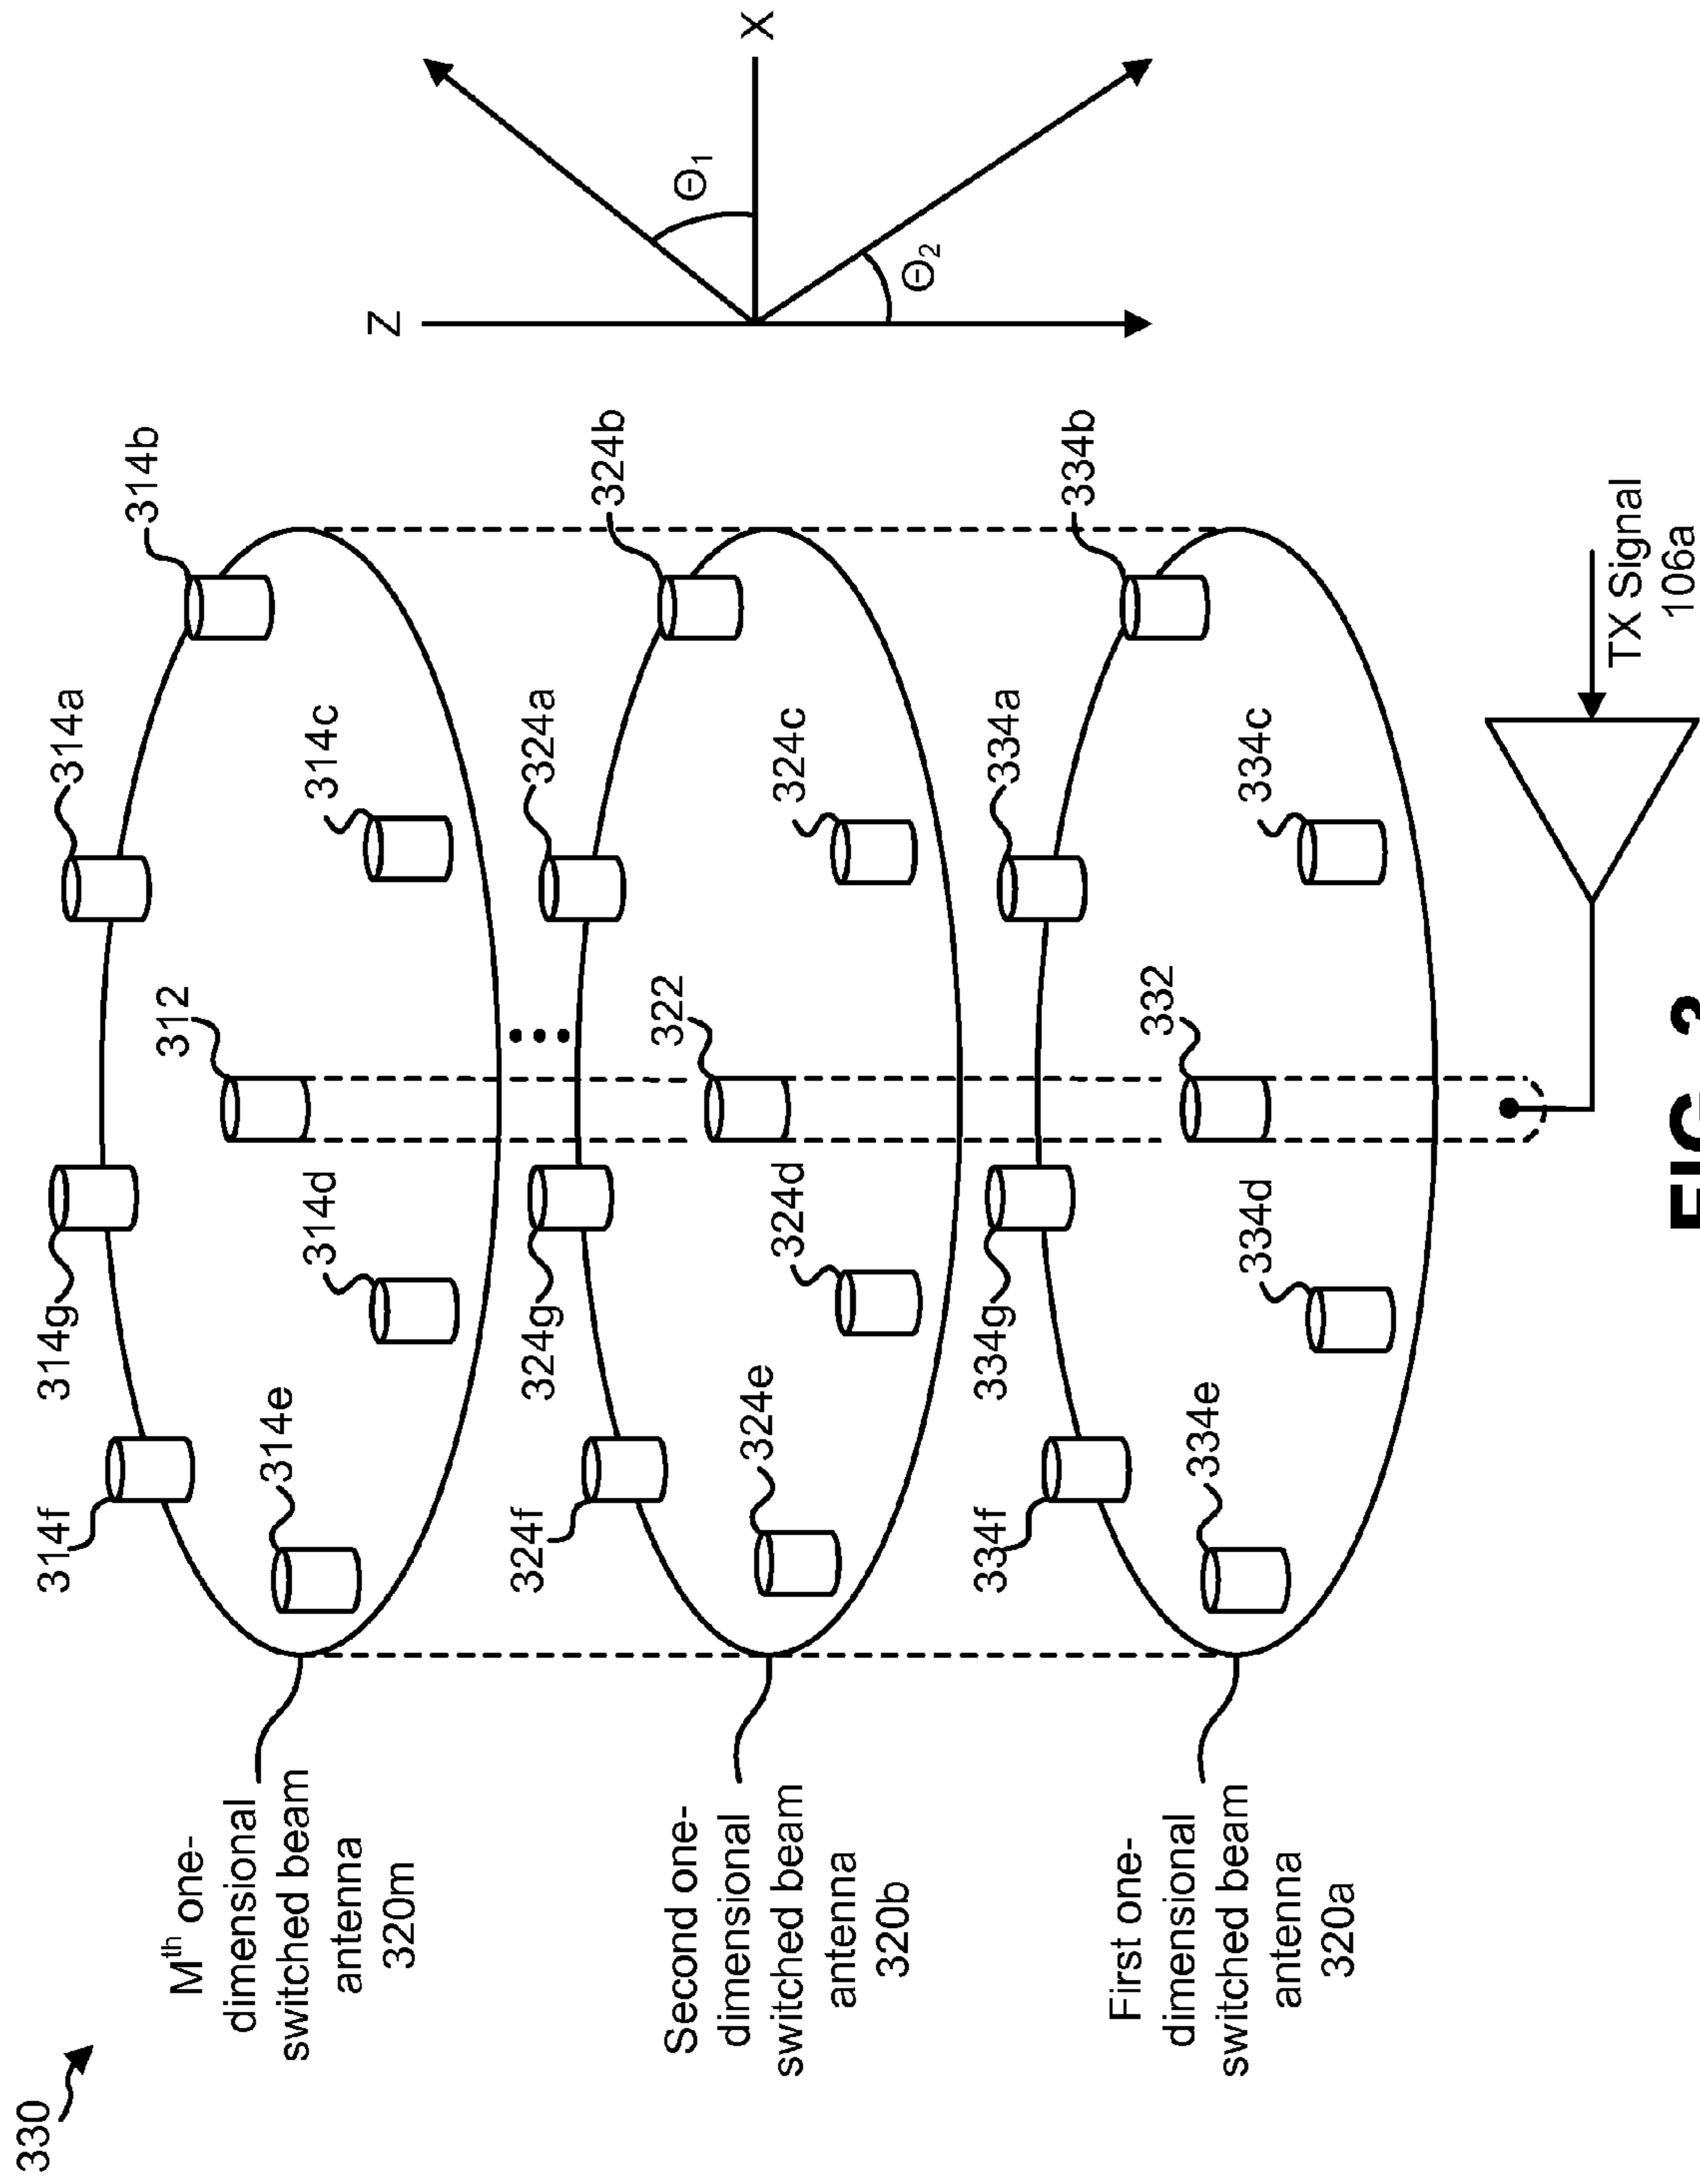 330
Mth one-
dimensional
switched beam
antenna
320m
314f
314g
314a
314b
312
314e
314d
314c
Second one-
dimensional
switched beam
antenna
320b
324f
324g
324a
324b
322
324e
324d
324c
First one-
dimensional
switched beam
antenna
320a
334f
334g
334a
334b
332
334e
334d
334c
Z
X
Θ1
Θ2
TX Signal
106a